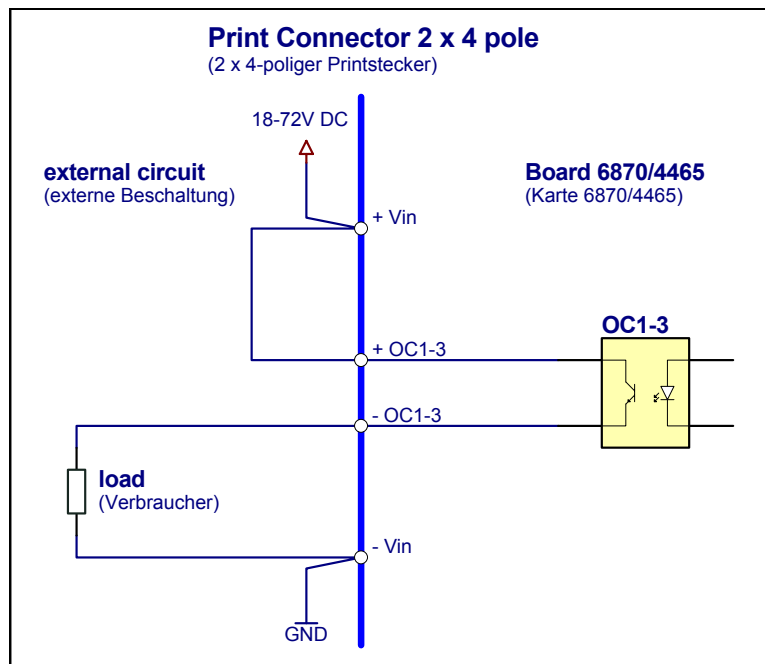 Print Connector 2 x 4 pole
(2 x 4-poliger Printstecker)
18-72V DC
external circuit
(externe Beschaltung)
Board 6870/4465
(Karte 6870/4465)
+ Vin
OC1-3
+ OC1-3
- OC1-3
load
(Verbraucher)
- Vin
GND